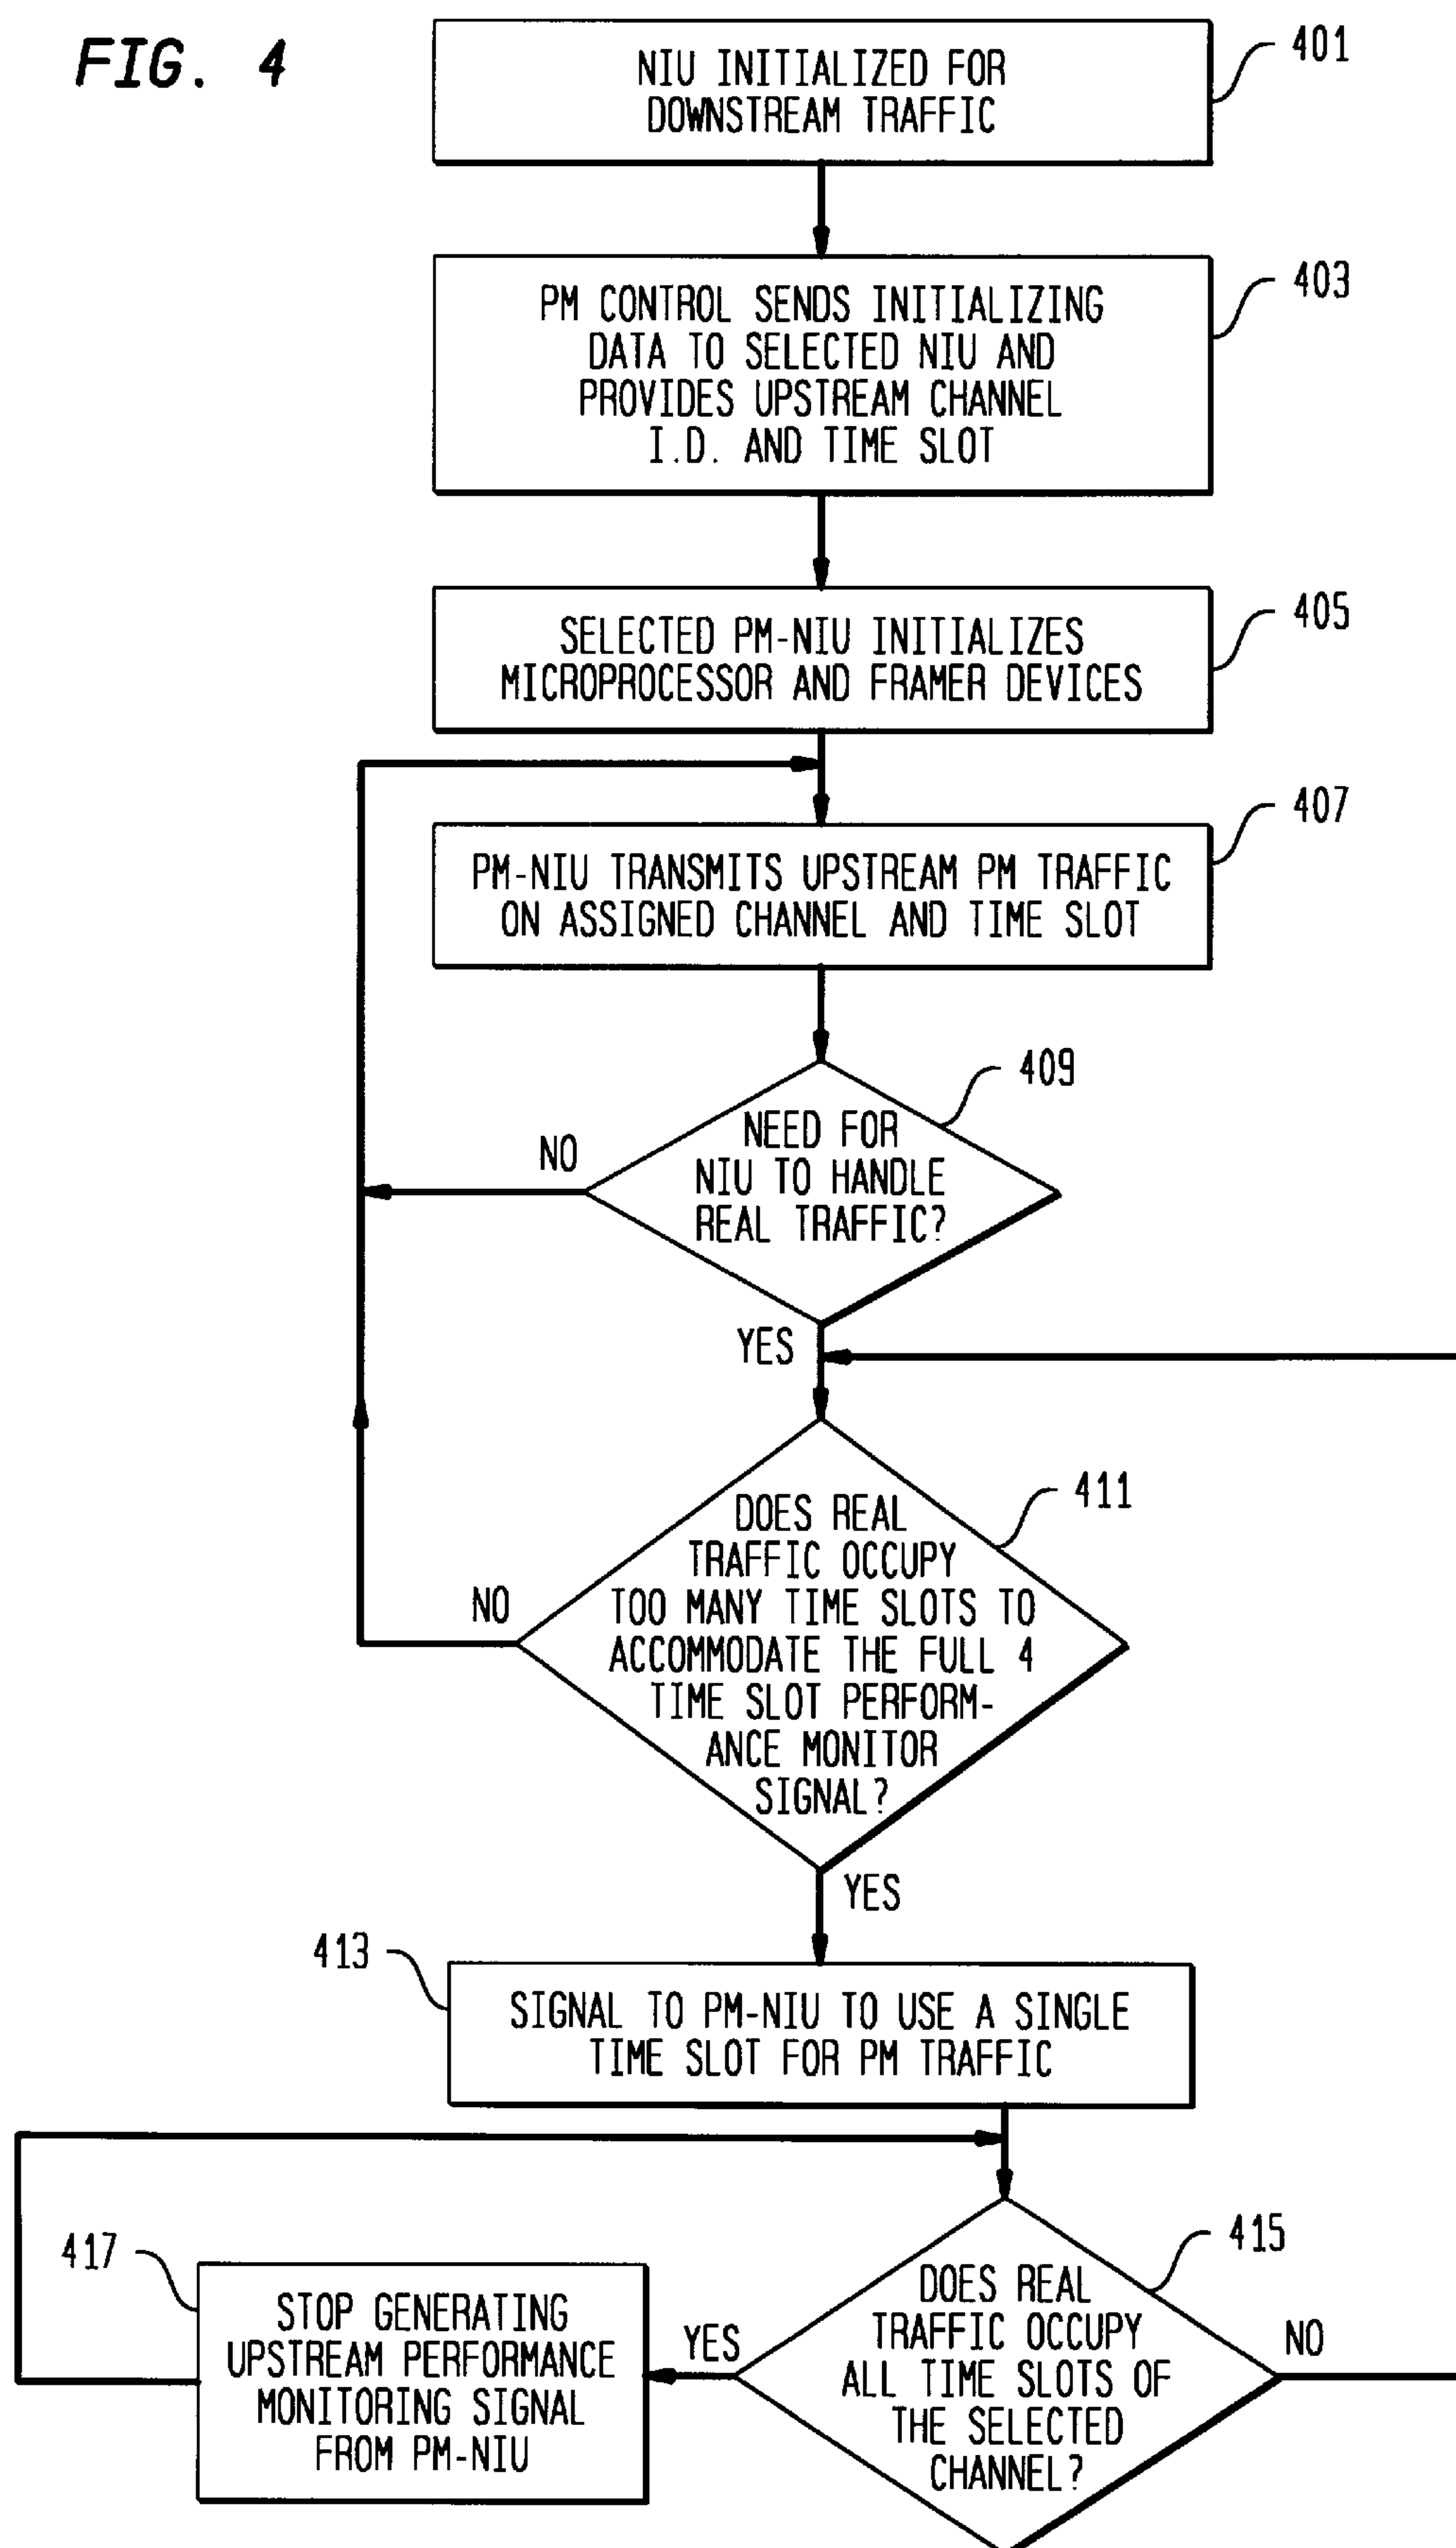 FIG. 4
NIU INITIALIZED FOR
DOWNSTREAM TRAFFIC
401
PM CONTROL SENDS INITIALIZING
DATA TO SELECTED NIU AND
PROVIDES UPSTREAM CHANNEL
I.D. AND TIME SLOT
403
SELECTED PM-NIU INITIALIZES
MICROPROCESSOR AND FRAMER DEVICES
405
PM-NIU TRANSMITS UPSTREAM PM TRAFFIC
ON ASSIGNED CHANNEL AND TIME SLOT
407
NEED FOR
NIU TO HANDLE
REAL TRAFFIC?
409
NO
YES
DOES REAL
TRAFFIC OCCUPY
TOO MANY TIME SLOTS TO
ACCOMMODATE THE FULL 4
TIME SLOT PERFORM-
ANCE MONITOR
SIGNAL?
411
NO
YES
413
SIGNAL TO PM-NIU TO USE A SINGLE
TIME SLOT FOR PM TRAFFIC
415
DOES REAL
TRAFFIC OCCUPY
ALL TIME SLOTS OF
THE SELECTED
CHANNEL?
YES
NO
417
STOP GENERATING
UPSTREAM PERFORMANCE
MONITORING SIGNAL
FROM PM-NIU